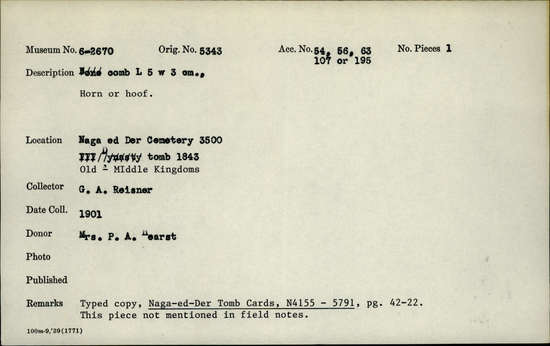 Museum No. 6-2670 Orig. No. 5343 Acc. No. 54, 56, 63 No. Pieces 1
107 or 195
Description comb L 5 w 3 cm.,
Horn or hoof.
Location Naga ed Der Cemetery 3500
III Dynasty tomb 1843
Old - MIddle Kingdoms
Collector G. A. Reisner
Date Coll. 1901
Donor Mrs. P. A. Hearst
Photo
Published
Remarks Typed copy, Naga-ed-Der Tomb Cards, N4155 - 5791, pg. 42-22.
This piece not mentioned in field notes.
100m-9,'39(1771)